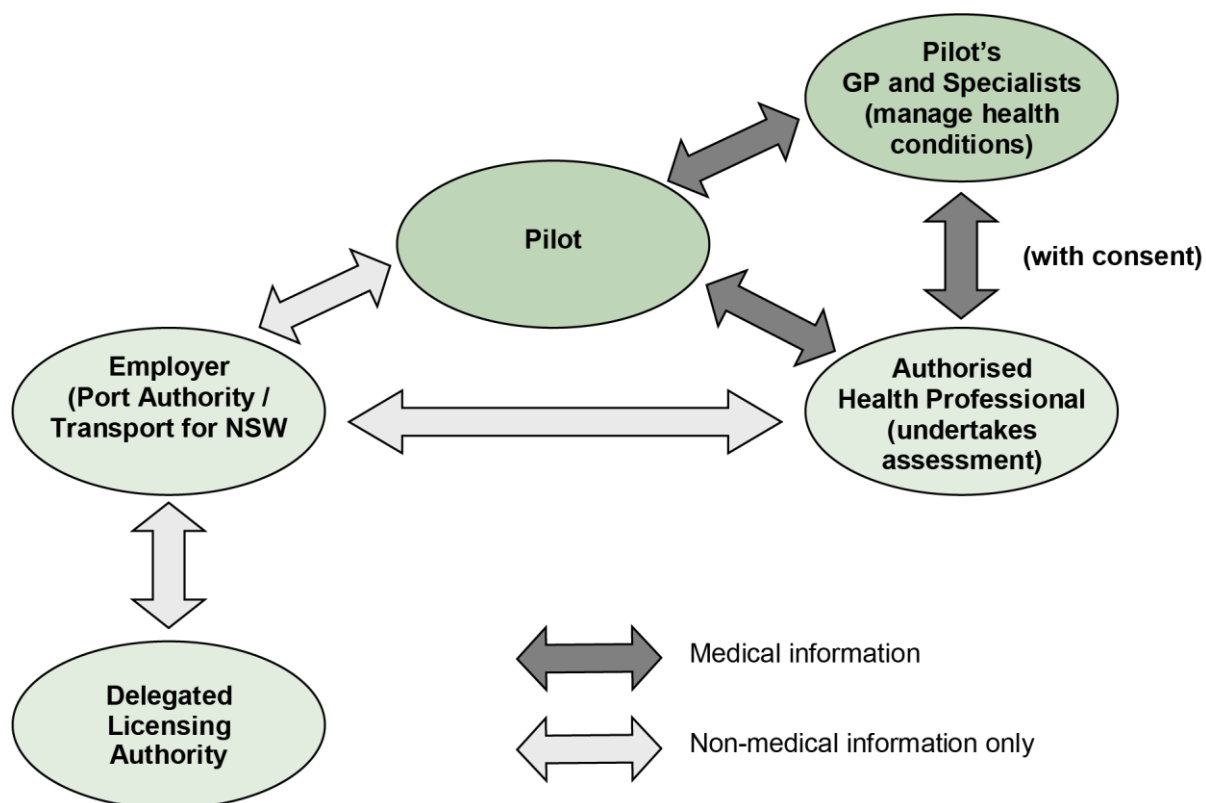 Pilot's
GP and Specialists
(manage health
conditions)
Pilot
(with consent)
Employer
(Port Authority /
Transport for NSW
Authorised
Health Professional
(undertakes
assessment)
Delegated
Licensing
Authority
Medical information
Non-medical information only